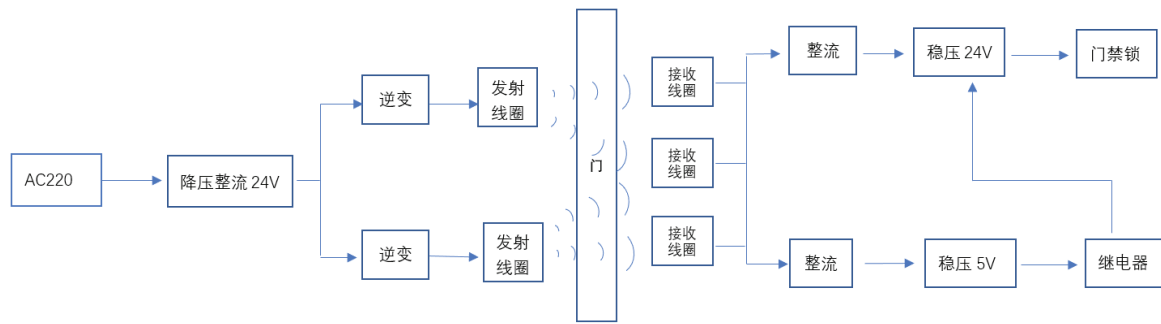 AC220
降压整流 24V
逆变
发射
线圈
逆变
发射
线圈
门
接收
线圈
接收
线圈
接收
线圈
整流
稳压 24V
门禁锁
整流
稳压 5V
继电器